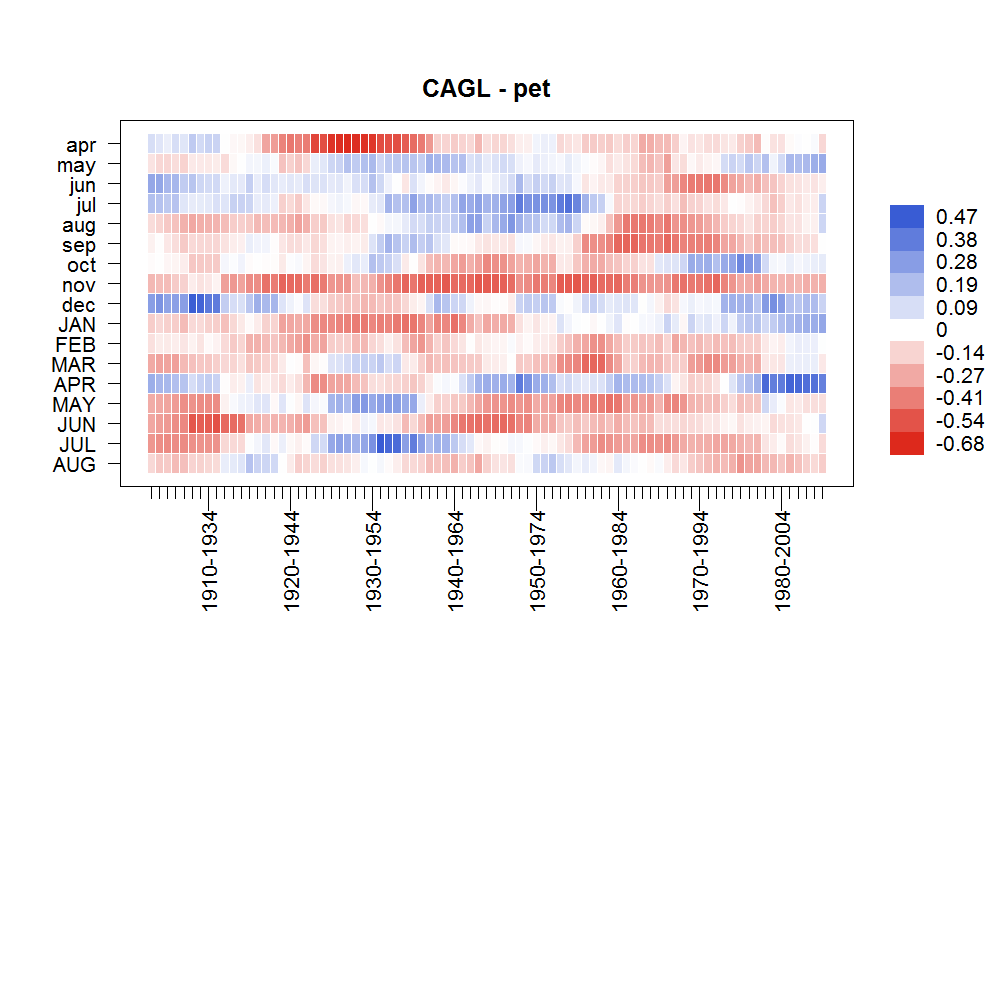 CAGL - pet
apr
may
jun
jul
aug
sep
oct
nov
dec
JAN
FEB
MAR
APR
MAY
JUN
JUL
AUG
0.47
0.38
0.28
0.19
0.09
0
-0.14
-0.27
-0.41
-0.54
-0.68
1910-1934
1920-1944
1930-1954
1940-1964
1950-1974
1960-1984
1970-1994
1980-2004